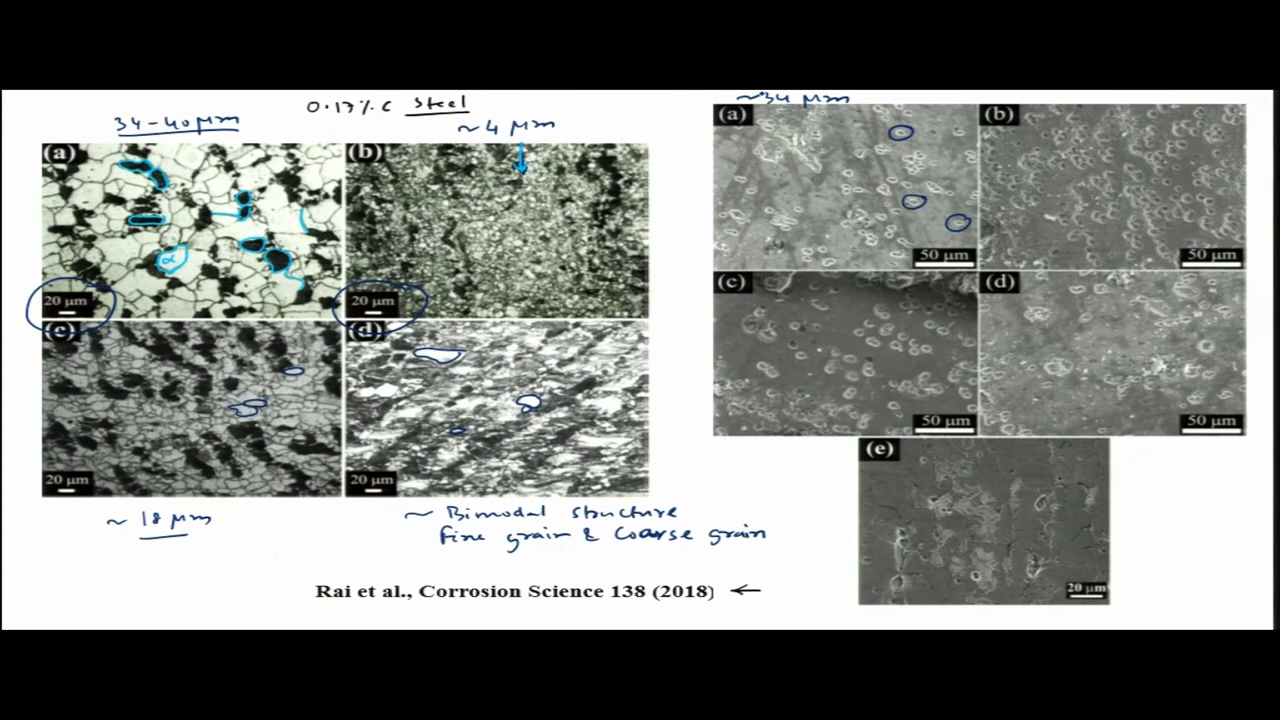 0.17% C Steel
34-40 μm
~4 μm
(a)
(b)
α
20 μm
20 μm
(c)
(d)
20 μm
20 μm
~ 18 μm
~ Bimodal structure
fine grain & coarse grain
~34 μm
(a)
(b)
50 μm
50 μm
(c)
(d)
50 μm
50 μm
(e)
20 μm
Rai et al., Corrosion Science 138 (2018)